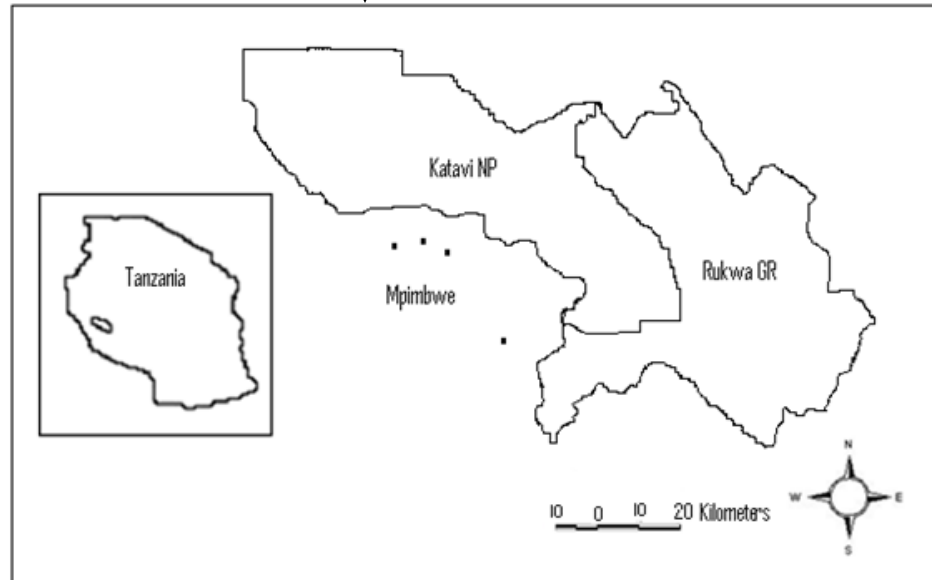 Katavi NP
Tanzania
Rukwa GR
Mpimbwe
N
W E
S
10 0 10 20 Kilometers